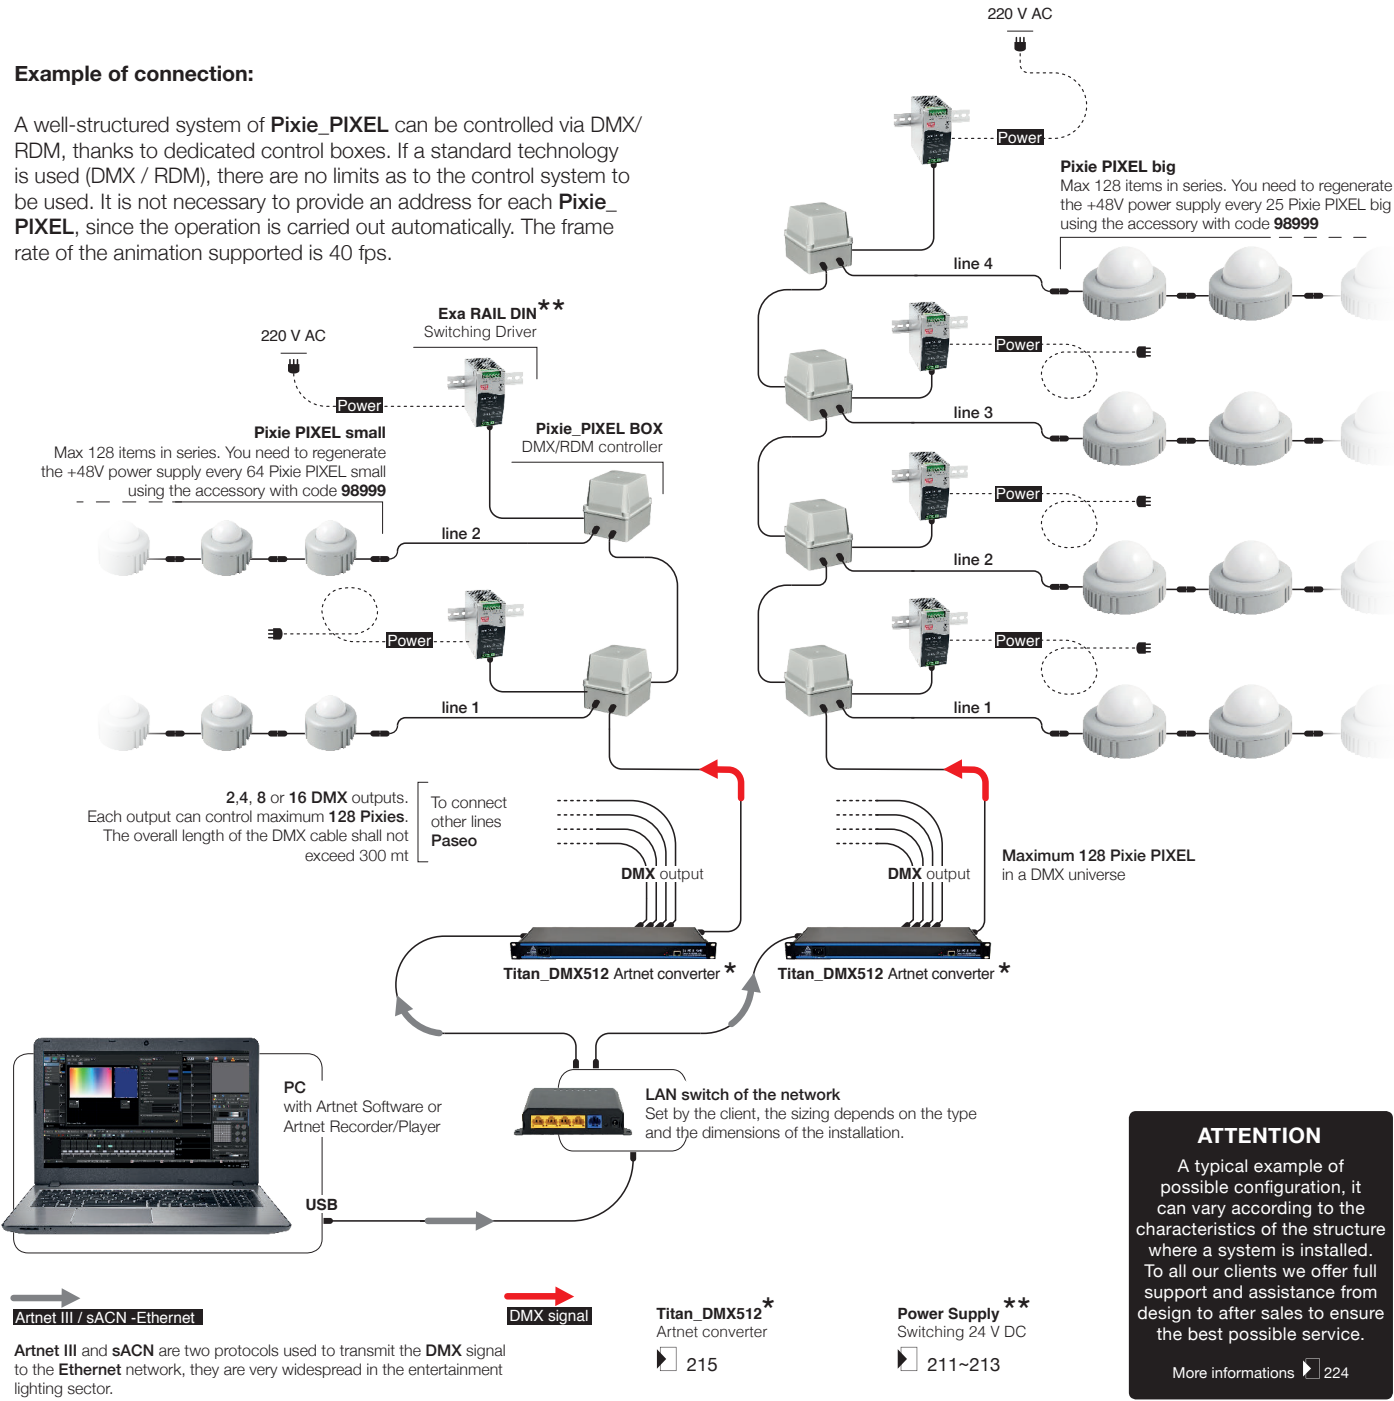 220 V AC
Example of connection:
A well-structured system of Pixie_PIXEL can be controlled via DMX/
RDM, thanks to dedicated control boxes. If a standard technology
is used (DMX / RDM), there are no limits as to the control system to
be used. It is not necessary to provide an address for each Pixie_
PIXEL, since the operation is carried out automatically. The frame
rate of the animation supported is 40 fps.
Power
Pixie PIXEL big
Max 128 items in series. You need to regenerate
the +48V power supply every 25 Pixie PIXEL big
using the accessory with code 98999
line 4
Exa RAIL DIN**
Switching Driver
220 V AC
Power
Power
Pixie PIXEL small
Max 128 items in series. You need to regenerate
the +48V power supply every 64 Pixie PIXEL small
using the accessory with code 98999
Pixie_PIXEL BOX
DMX/RDM controller
line 3
Power
line 2
line 2
Power
Power
line 1
line 1
2,4, 8 or 16 DMX outputs.
Each output can control maximum 128 Pixies.
The overall length of the DMX cable shall not
exceed 300 mt
To connect
other lines
Paseo
DMX output
DMX output
Maximum 128 Pixie PIXEL
in a DMX universe
Titan_DMX512 Artnet converter *
Titan_DMX512 Artnet converter *
PC
with Artnet Software or
Artnet Recorder/Player
LAN switch of the network
Set by the client, the sizing depends on the type
and the dimensions of the installation.
USB
ATTENTION
A typical example of
possible configuration, it
can vary according to the
characteristics of the structure
where a system is installed.
To all our clients we offer full
support and assistance from
design to after sales to ensure
the best possible service.
More informations 224
Artnet III / sACN -Ethernet
DMX signal
Artnet III and sACN are two protocols used to transmit the DMX signal
to the Ethernet network, they are very widespread in the entertainment
lighting sector.
Titan_DMX512*
Artnet converter
215
Power Supply **
Switching 24 V DC
211~213